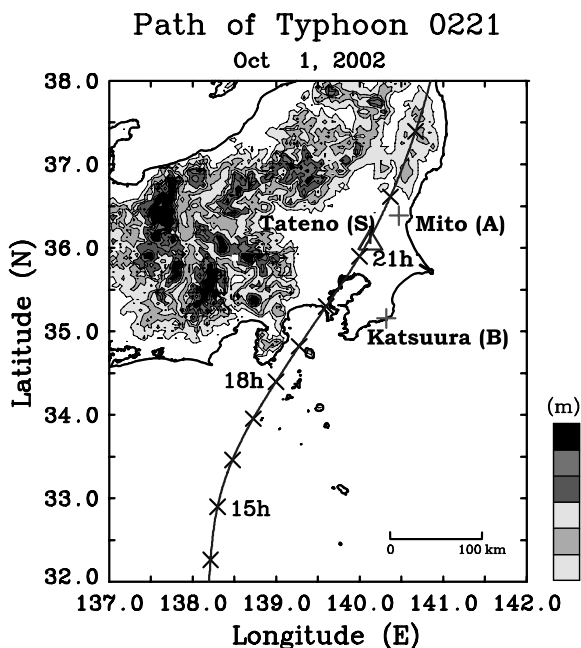 Path of Typhoon 0221
Oct 1, 2002
38.0
37.0
36.0
35.0
34.0
33.0
32.0
Latitude (N)
Tateno (S)
Mito (A)
21h
Katsuura (B)
18h
15h
(m)
0 100 km
137.0 138.0 139.0 140.0 141.0 142.0
Longitude (E)